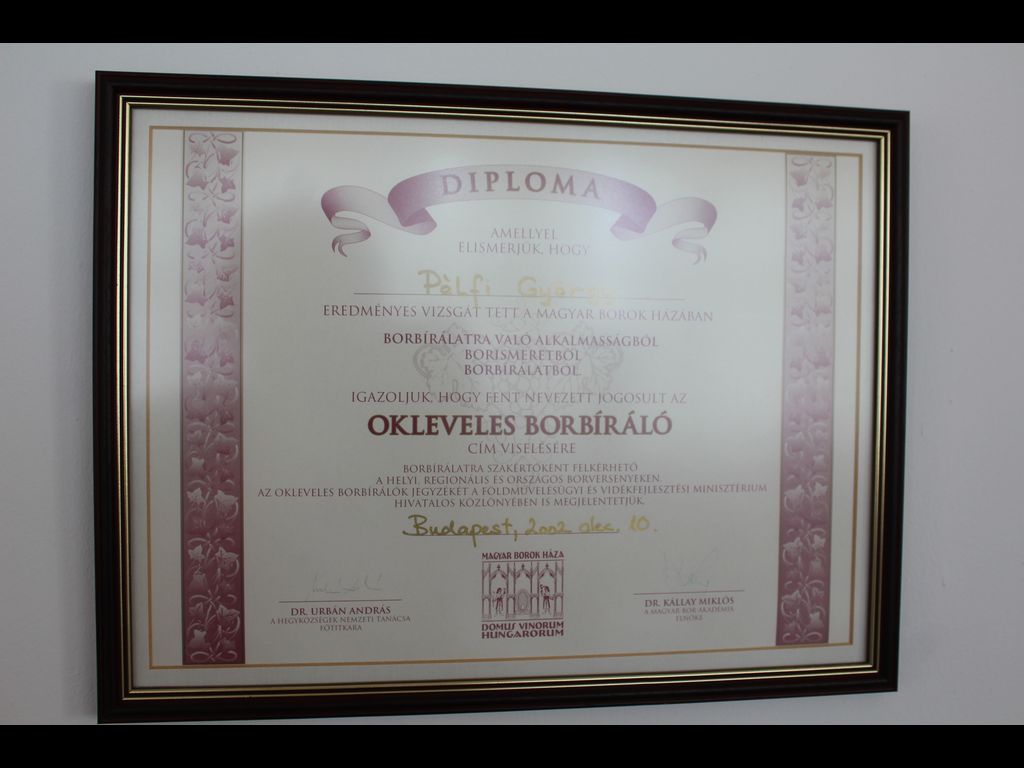 DIPLOMA
AMELLYEL
ELISMERJÜK, HOGY
Pálfi György
EREDMÉNYES VIZSGÁT TETT A MAGYAR BOROK HÁZÁBAN
BORBÍRÁLATRA VALÓ ALKALMASSÁGBÓL
BORISMERETBŐL
BORBÍRÁLATBÓL.
IGAZOLJUK, HOGY FENT NEVEZETT JOGOSULT AZ
OKLEVELES BORBÍRÁLÓ
CÍM VISELÉSÉRE
BORBÍRÁLATRA SZAKÉRTŐKÉNT FELKÉRHETŐ
A HELYI, REGIONÁLIS ÉS ORSZÁGOS BORVERSENYEKEN.
AZ OKLEVELES BORBÍRÁLÓK JEGYZÉKÉT A FÖLDMŰVELÉSÜGYI ÉS VIDÉKFEJLESZTÉSI MINISZTÉRIUM
HIVATALOS KÖZLÖNYÉBEN IS MEGJELENTETJÜK.
Budapest, 2002 dec. 10.
MAGYAR BOROK HÁZA
DOMUS VINORUM
HUNGARORUM
DR. URBÁN ANDRÁS
A HEGYKÖZSÉGEK NEMZETI TANÁCSA
FŐTITKÁRA
DR. KÁLLAY MIKLÓS
A MAGYAR BOR AKADÉMIA
ELNÖKE